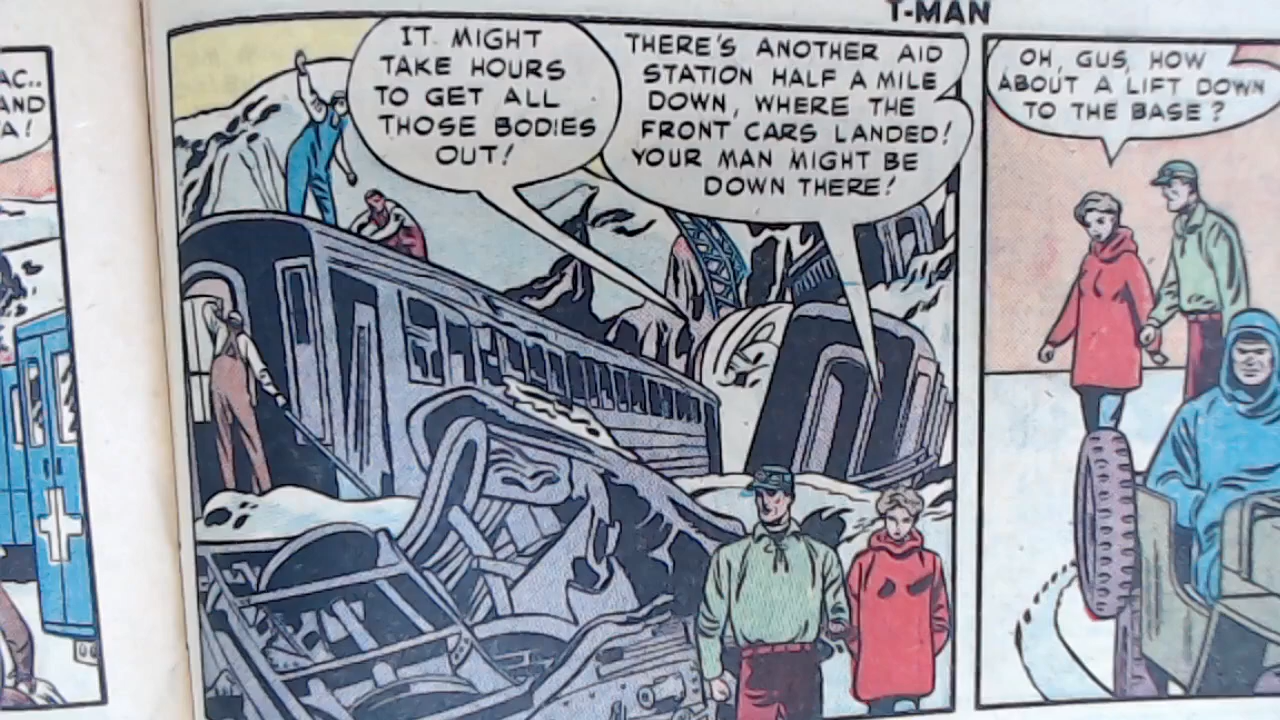 T-MAN
AC..
AND
A!
IT MIGHT
TAKE HOURS
TO GET ALL
THOSE BODIES
OUT!
THERE'S ANOTHER AID
STATION HALF A MILE
DOWN, WHERE THE
FRONT CARS LANDED!
YOUR MAN MIGHT BE
DOWN THERE!
OH, GUS, HOW
ABOUT A LIFT DOWN
TO THE BASE?